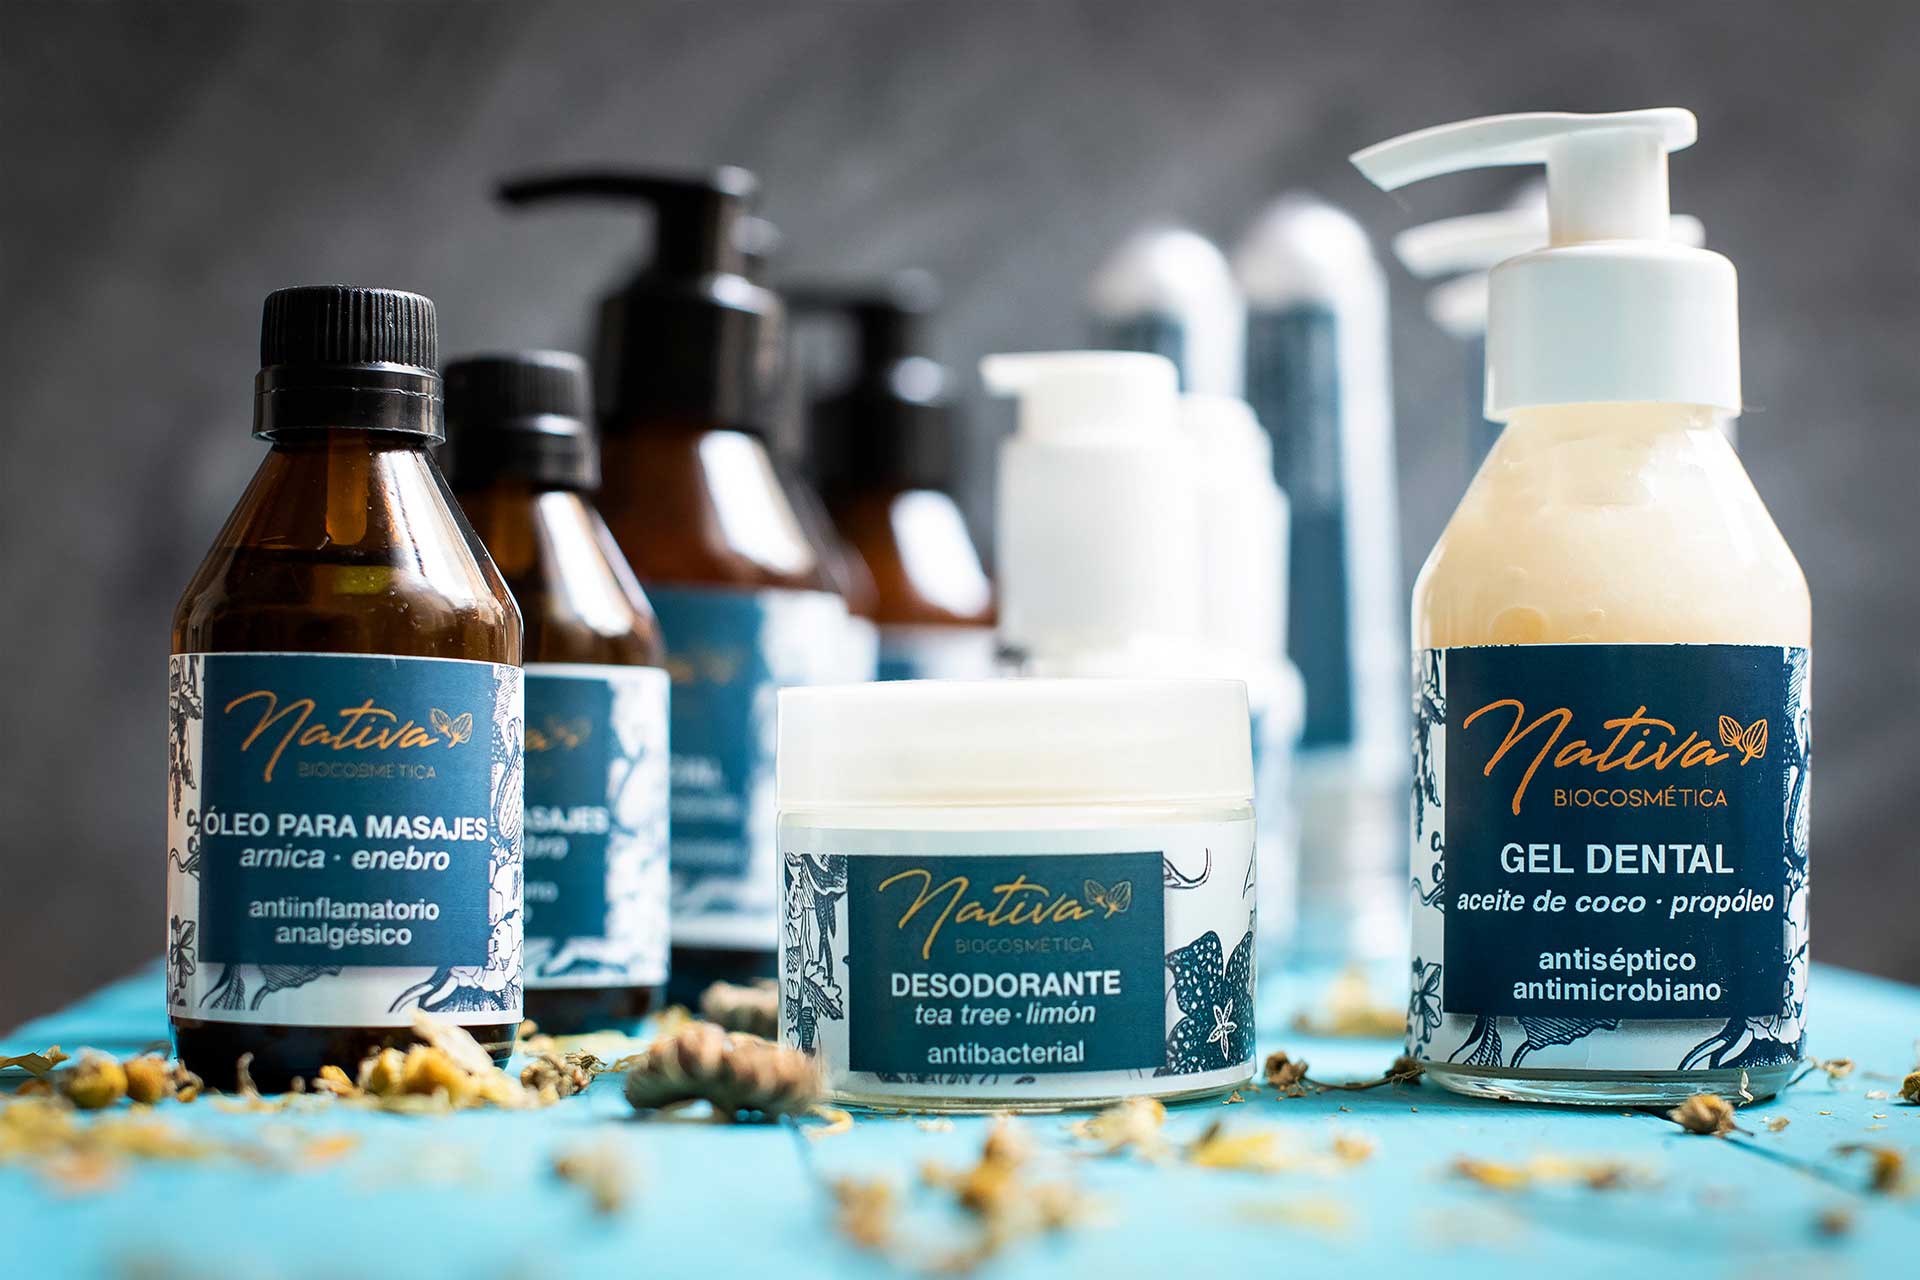 Nativa
BIOCOSMÉTICA
ÓLEO PARA MASAJES
arnica · enebro
antiinflamatorio
analgésico
Nativa
BIOCOSMÉTICA
DESODORANTE
tea tree · limón
antibacterial
Nativa
BIOCOSMÉTICA
GEL DENTAL
aceite de coco · propóleo
antiséptico
antimicrobiano